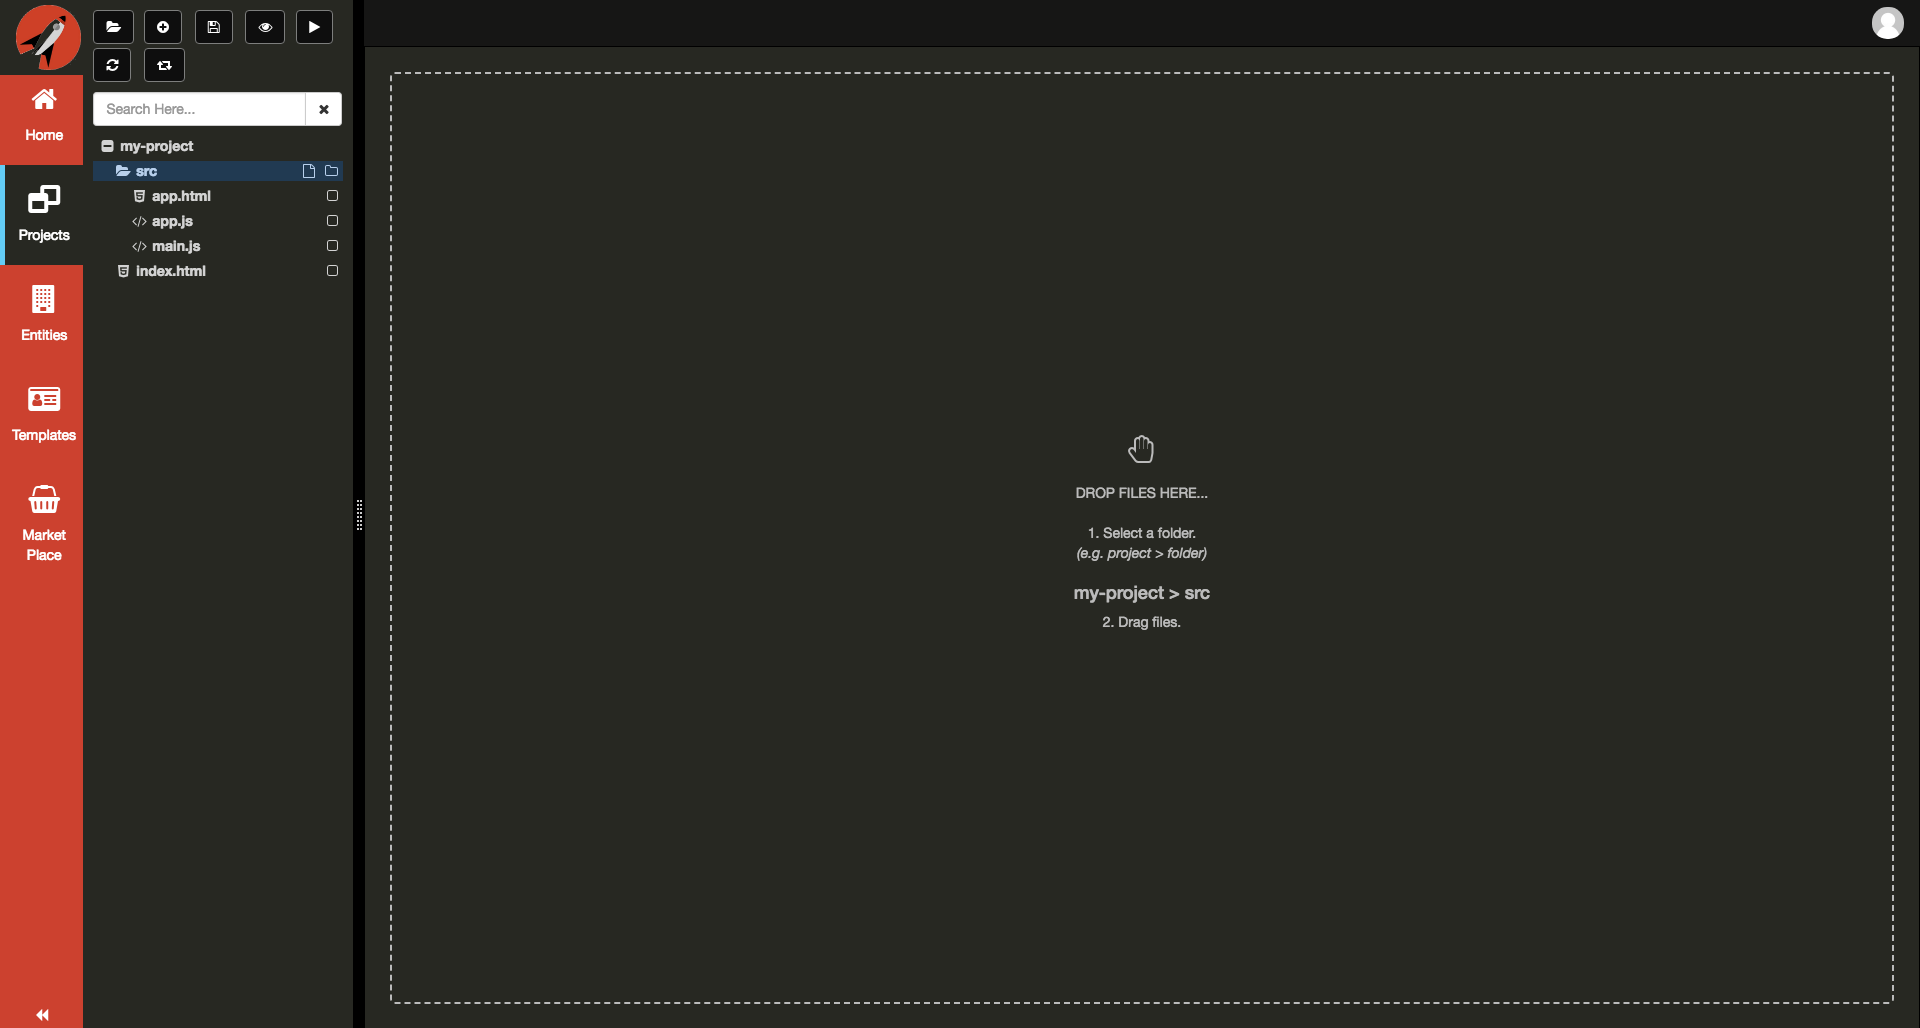 Home
Projects
Entities
Templates
Market
Place
Search Here...
my-project
src
app.html
</> app.js
</> main.js
index.html
DROP FILES HERE...
1. Select a folder.
(e.g. project > folder)
my-project > src
2. Drag files.